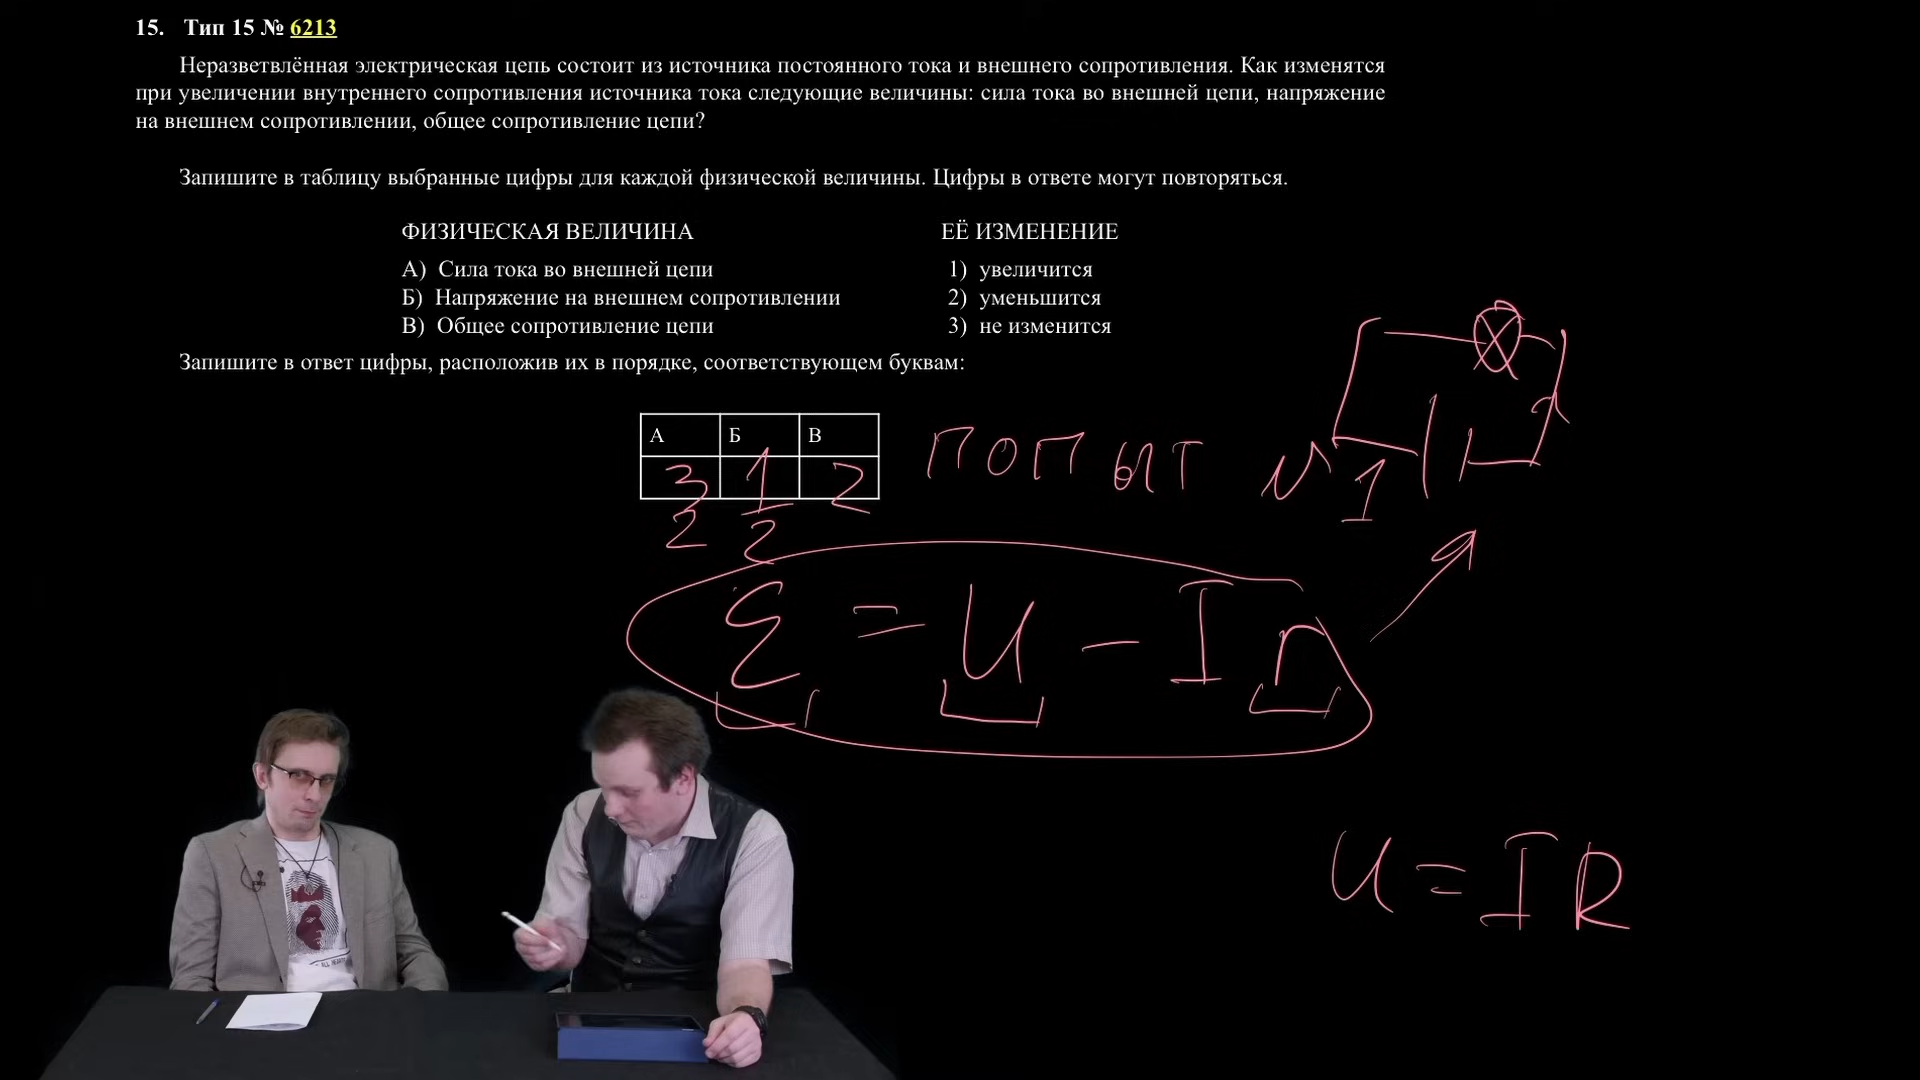 15. Тип 15 № 6213
Неразветвлённая электрическая цепь состоит из источника постоянного тока и внешнего сопротивления. Как изменятся
при увеличении внутреннего сопротивления источника тока следующие величины: сила тока во внешней цепи, напряжение
на внешнем сопротивлении, общее сопротивление цепи?
Запишите в таблицу выбранные цифры для каждой физической величины. Цифры в ответе могут повторяться.
ФИЗИЧЕСКАЯ ВЕЛИЧИНА ЕЁ ИЗМЕНЕНИЕ
А) Сила тока во внешней цепи 1) увеличится
Б) Напряжение на внешнем сопротивлении 2) уменьшится
В) Общее сопротивление цепи 3) не изменится
Запишите в ответ цифры, расположив их в порядке, соответствующем буквам:
А Б В
3 1 2 ПОПЫТ N 1
2 2
Ɛ = U - I r
U = I R